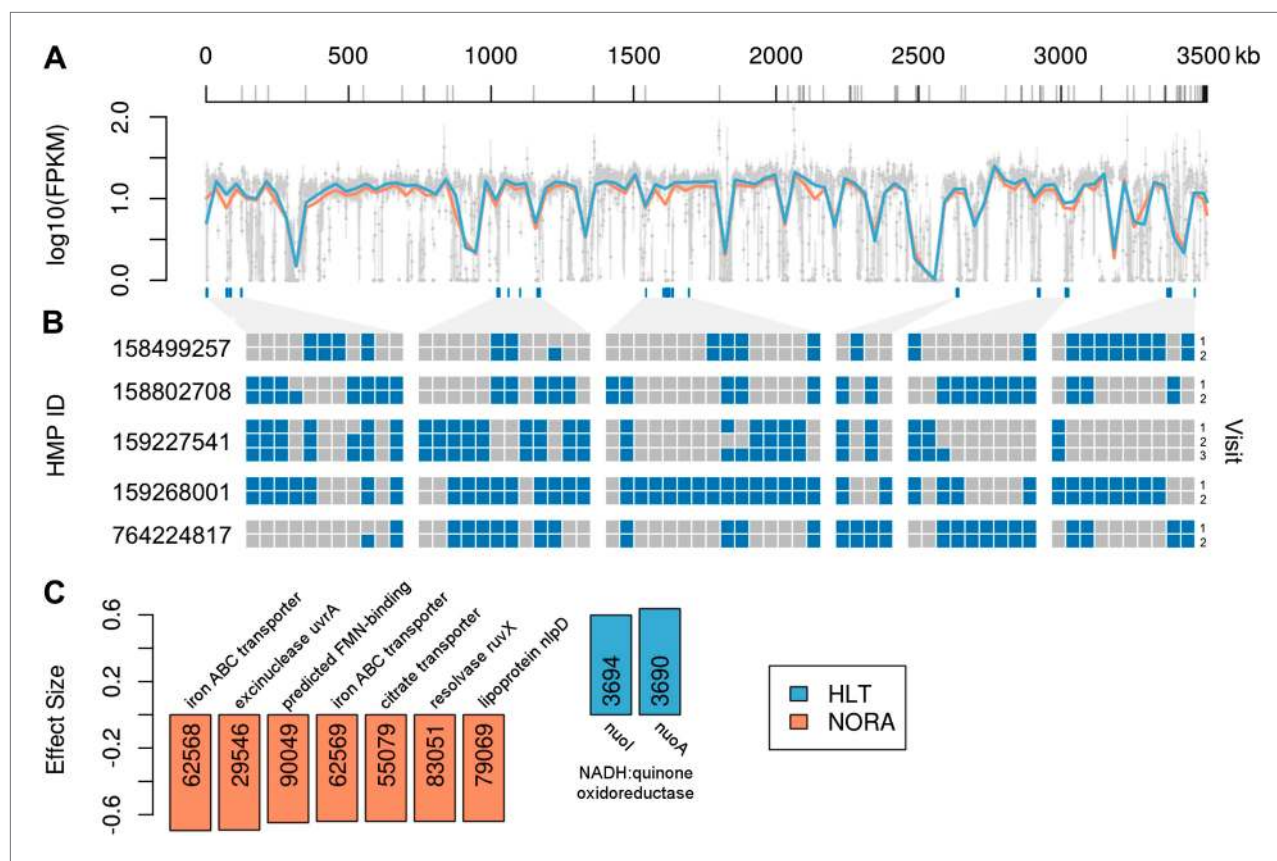 A
0 500 1000 1500 2000 2500 3000 3500 kb
log10(FPKM)
2.0
1.0
0.0
B
HMP ID
Visit
158499257
1
2
158802708
1
2
159227541
1
2
3
159268001
1
2
764224817
1
2
C
Effect Size
0.6
0.2
-0.2
-0.6
iron ABC transporter
excinuclease uvrA
predicted FMN-binding
iron ABC transporter
citrate transporter
resolvase ruvX
lipoprotein nlpD
62568
29546
90049
62569
55079
83051
79069
3694
3690
nuoI
nuoA
NADH:quinone
oxidoreductase
HLT
NORA